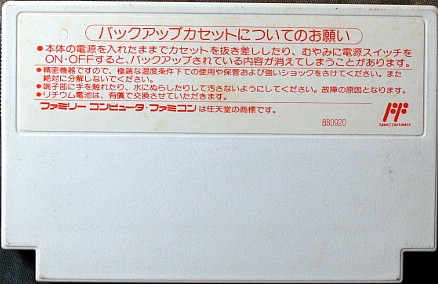 バックアップカセットについてのお願い
●本体の電源を入れたままでカセットを抜き差ししたり、むやみに電源スイッチを
ON・OFFすると、バックアップされている内容が消えてしまうことがあります。
●精密機器ですので、極端な温度条件下での使用や保管および強いショックをさけてください。また
絶対に分解しないでください。
●端子部に手を触れたり、水にぬらしたりして汚さないようにしてください。故障の原因となります。
●リチウム電池は、有償で交換させていただきます。
ファミリーコンピュータ・ファミコンは任天堂の商標です。
880920
FAMICOM FAMILY